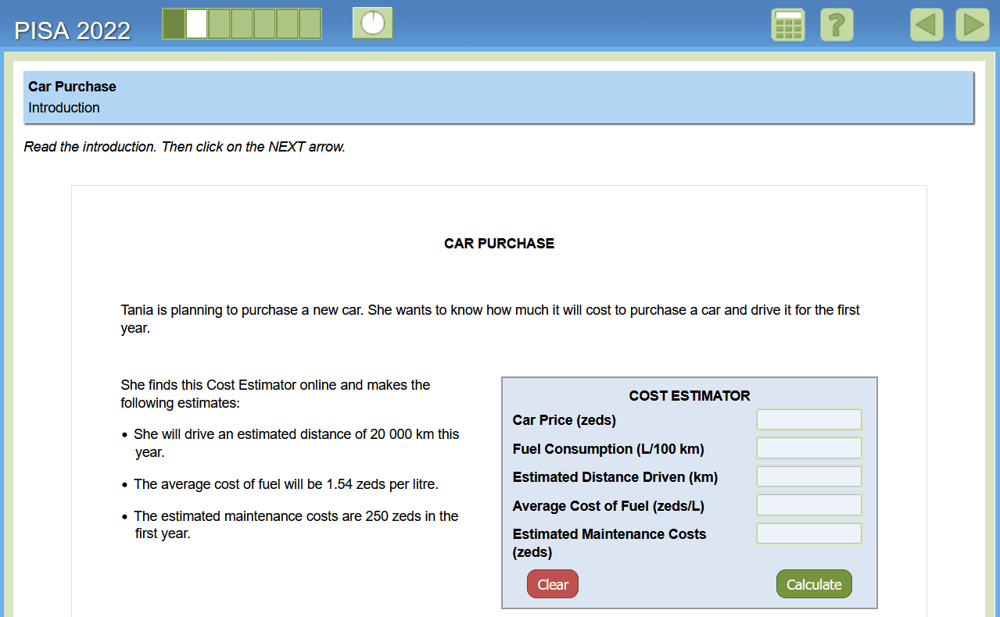 PISA 2022
?
Car Purchase
Introduction
Read the introduction. Then click on the NEXT arrow.
CAR PURCHASE
Tania is planning to purchase a new car. She wants to know how much it will cost to purchase a car and drive it for the first
year.
She finds this Cost Estimator online and makes the
following estimates:
• She will drive an estimated distance of 20 000 km this
year.
• The average cost of fuel will be 1.54 zeds per litre.
• The estimated maintenance costs are 250 zeds in the
first year.
COST ESTIMATOR
Car Price (zeds)
Fuel Consumption (L/100 km)
Estimated Distance Driven (km)
Average Cost of Fuel (zeds/L)
Estimated Maintenance Costs
(zeds)
Clear
Calculate